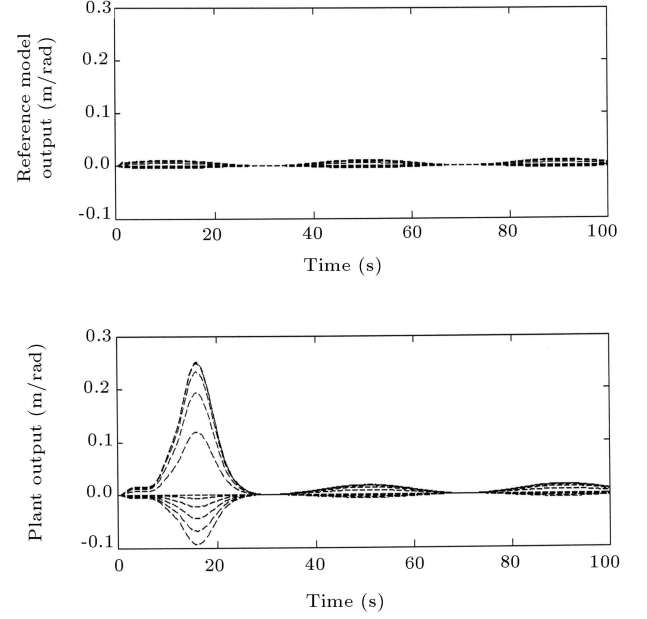 0.3
0.2
0.1
0.0
-0.1
Reference model
output (m/rad)
0 20 40 60 80 100
Time (s)
0.3
0.2
0.1
0.0
-0.1
Plant output (m/rad)
0 20 40 60 80 100
Time (s)